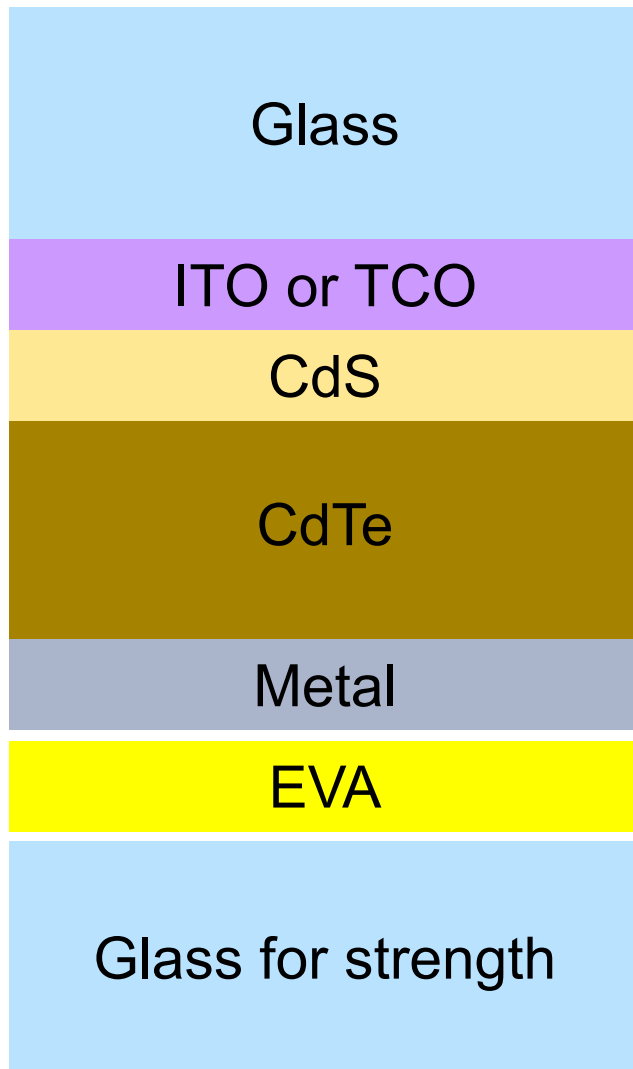 Glass
ITO or TCO
CdS
CdTe
Metal
EVA
Glass for strength